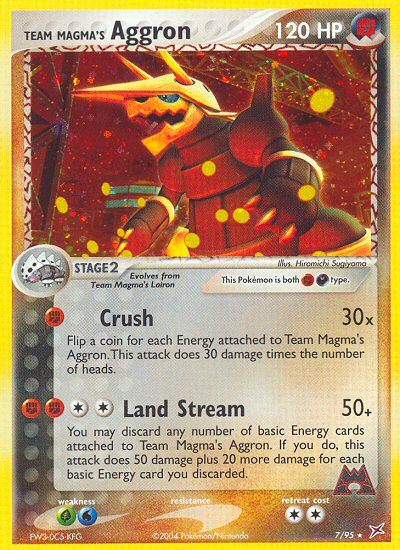 TEAM MAGMA'S Aggron 120 HP
Illus. Hiromichi Sugiyama
STAGE2
Evolves from
Team Magma's Lairon
This Pokémon is both type.
Crush 30x
Flip a coin for each Energy attached to Team Magma's
Aggron. This attack does 30 damage times the number
of heads.
Land Stream 50+
You may discard any number of basic Energy cards
attached to Team Magma's Aggron. If you do, this
attack does 50 damage plus 20 more damage for each
basic Energy card you discarded.
weakness resistance retreat cost
FW3-0C5-KFG ©2004 Pokémon/Nintendo 7/95 ★